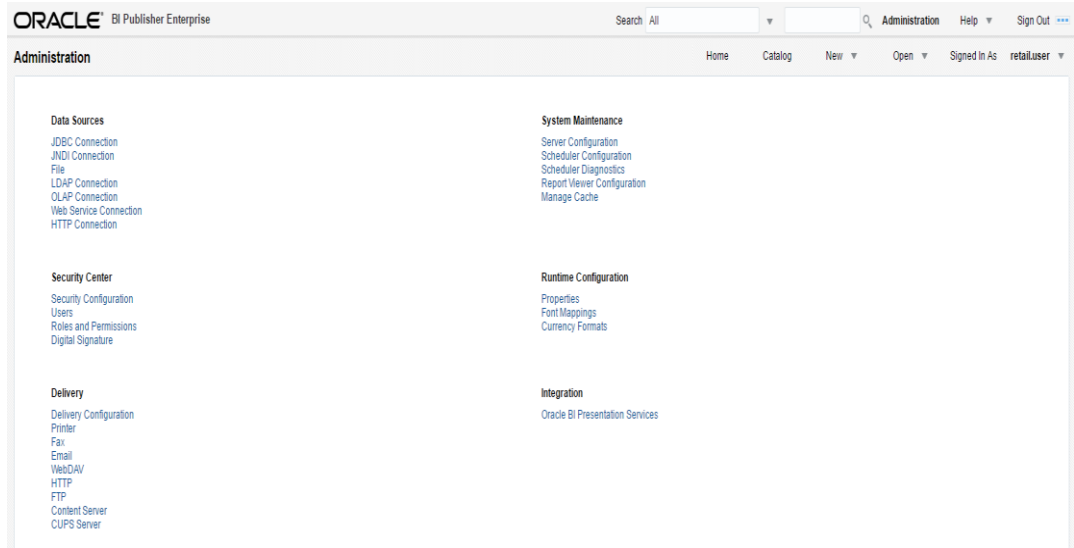 ORACLE® BI Publisher Enterprise
Search All Administration Help Sign Out
Administration
Home Catalog New Open Signed In As retail.user
Data Sources
JDBC Connection
JNDI Connection
File
LDAP Connection
OLAP Connection
Web Service Connection
HTTP Connection
System Maintenance
Server Configuration
Scheduler Configuration
Scheduler Diagnostics
Report Viewer Configuration
Manage Cache
Security Center
Security Configuration
Users
Roles and Permissions
Digital Signature
Runtime Configuration
Properties
Font Mappings
Currency Formats
Delivery
Delivery Configuration
Printer
Fax
Email
WebDAV
HTTP
FTP
Content Server
CUPS Server
Integration
Oracle BI Presentation Services